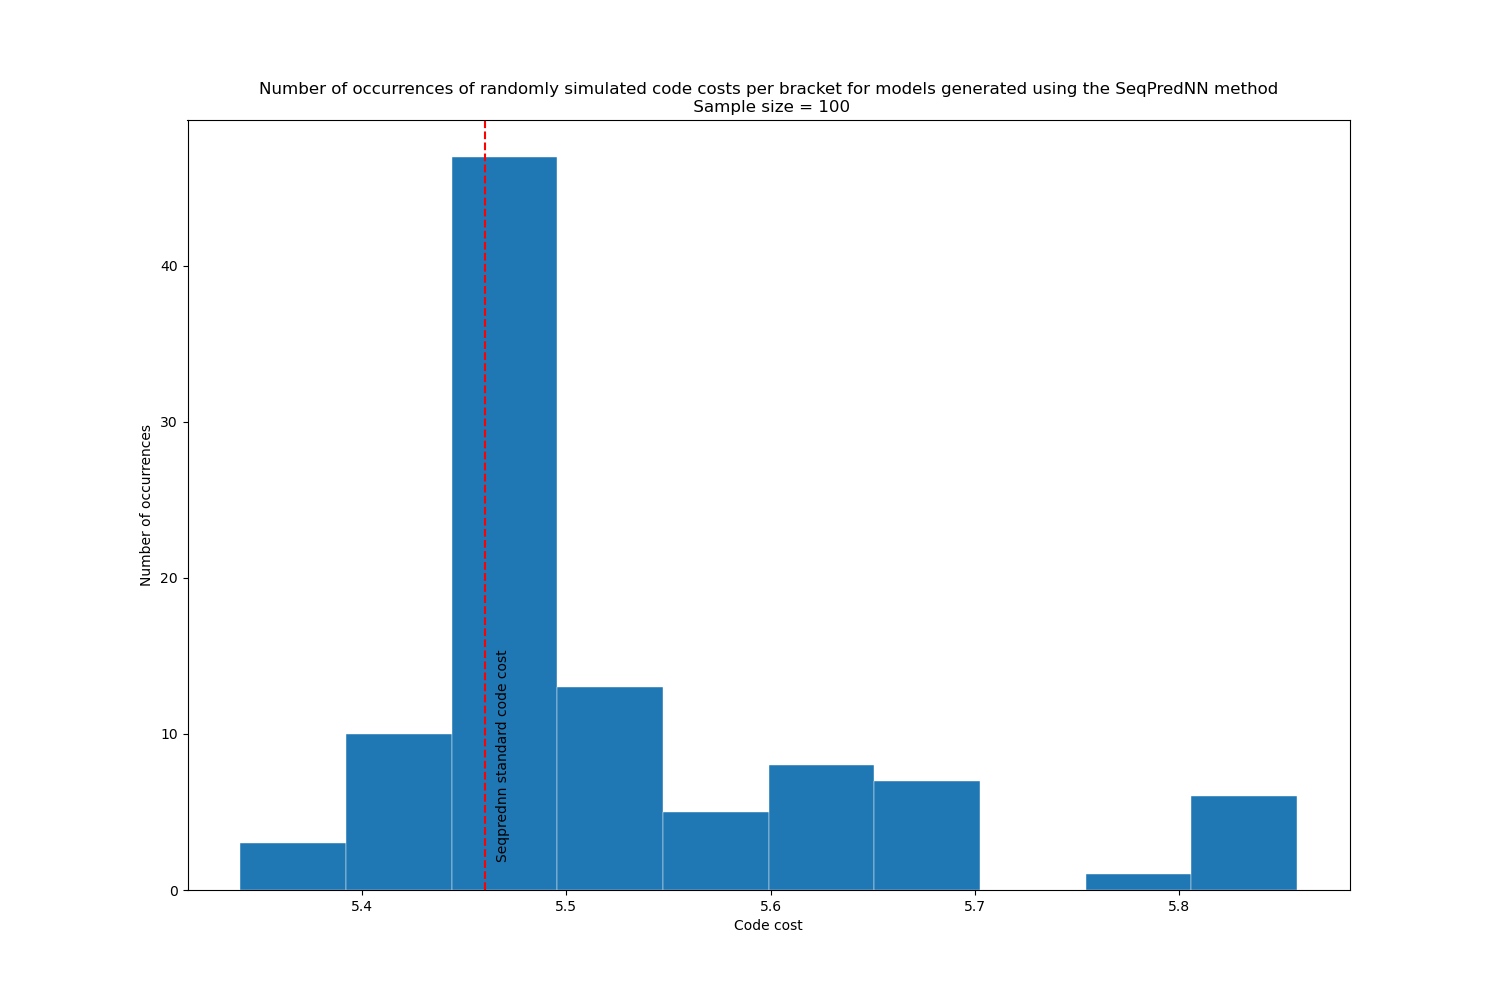 Number of occurrences of randomly simulated code costs per bracket for models generated using the SeqPredNN method
Sample size = 100
Number of occurrences
40
30
20
10
0
Seqprednn standard code cost
5.4
5.5
5.6
5.7
5.8
Code cost